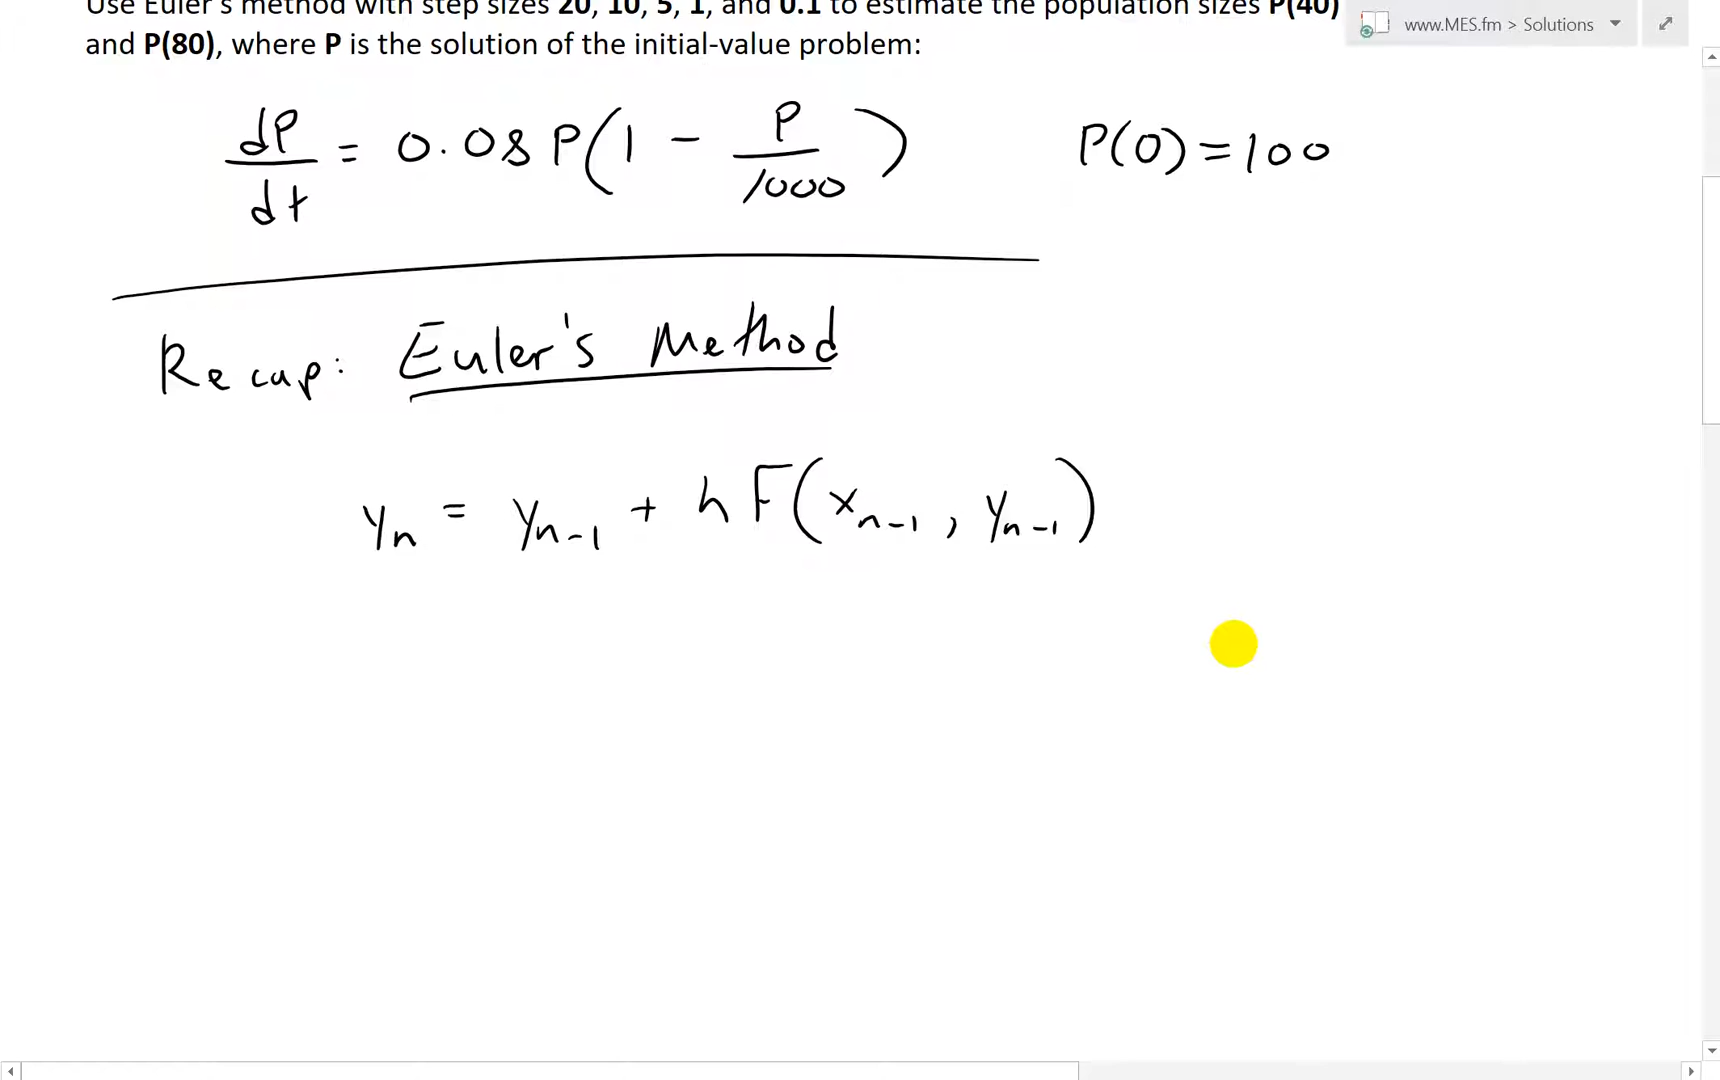 Use Euler's method with step sizes 20, 10, 5, 1, and 0.1 to estimate the population sizes P(40)
and P(80), where P is the solution of the initial-value problem:
www.MES.fm > Solutions
dP/dt = 0.08 P(1 - P/1000) P(0) = 100
Recap: Euler's Method
yₙ = yₙ₋₁ + h F(xₙ₋₁, yₙ₋₁)